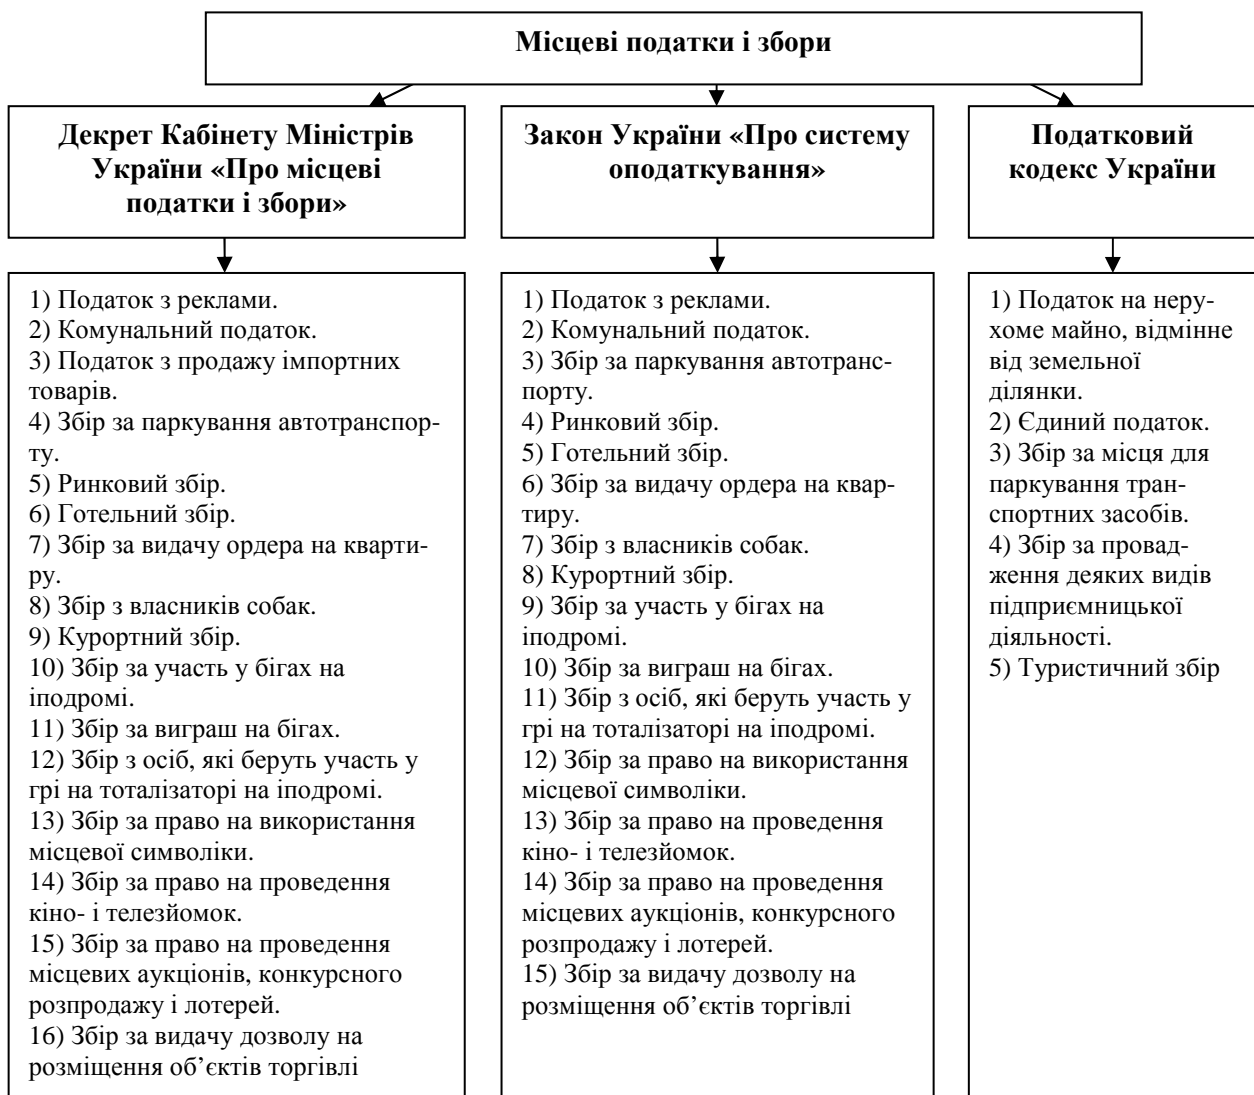 Місцеві податки і збори
Декрет Кабінету Міністрів
України «Про місцеві
податки і збори»
Закон України «Про систему
оподаткування»
Податковий
кодекс України
1) Податок з реклами.
2) Комунальний податок.
3) Податок з продажу імпортних
товарів.
4) Збір за паркування автотранспор-
ту.
5) Ринковий збір.
6) Готельний збір.
7) Збір за видачу ордера на кварти-
ру.
8) Збір з власників собак.
9) Курортний збір.
10) Збір за участь у бігах на
іподромі.
11) Збір за виграш на бігах.
12) Збір з осіб, які беруть участь у
грі на тоталізаторі на іподромі.
13) Збір за право на використання
місцевої символіки.
14) Збір за право на проведення
кіно- і телезйомок.
15) Збір за право на проведення
місцевих аукціонів, конкурсного
розпродажу і лотерей.
16) Збір за видачу дозволу на
розміщення об’єктів торгівлі
1) Податок з реклами.
2) Комунальний податок.
3) Збір за паркування автотранс-
порту.
4) Ринковий збір.
5) Готельний збір.
6) Збір за видачу ордера на квар-
тиру.
7) Збір з власників собак.
8) Курортний збір.
9) Збір за участь у бігах на
іподромі.
10) Збір за виграш на бігах.
11) Збір з осіб, які беруть участь у
грі на тоталізаторі на іподромі.
12) Збір за право на використання
місцевої символіки.
13) Збір за право на проведення
кіно- і телезйомок.
14) Збір за право на проведення
місцевих аукціонів, конкурсного
розпродажу і лотерей.
15) Збір за видачу дозволу на
розміщення об’єктів торгівлі
1) Податок на неру-
хоме майно, відмінне
від земельної
ділянки.
2) Єдиний податок.
3) Збір за місця для
паркування тран-
спортних засобів.
4) Збір за провад-
ження деяких видів
підприємницької
діяльності.
5) Туристичний збір